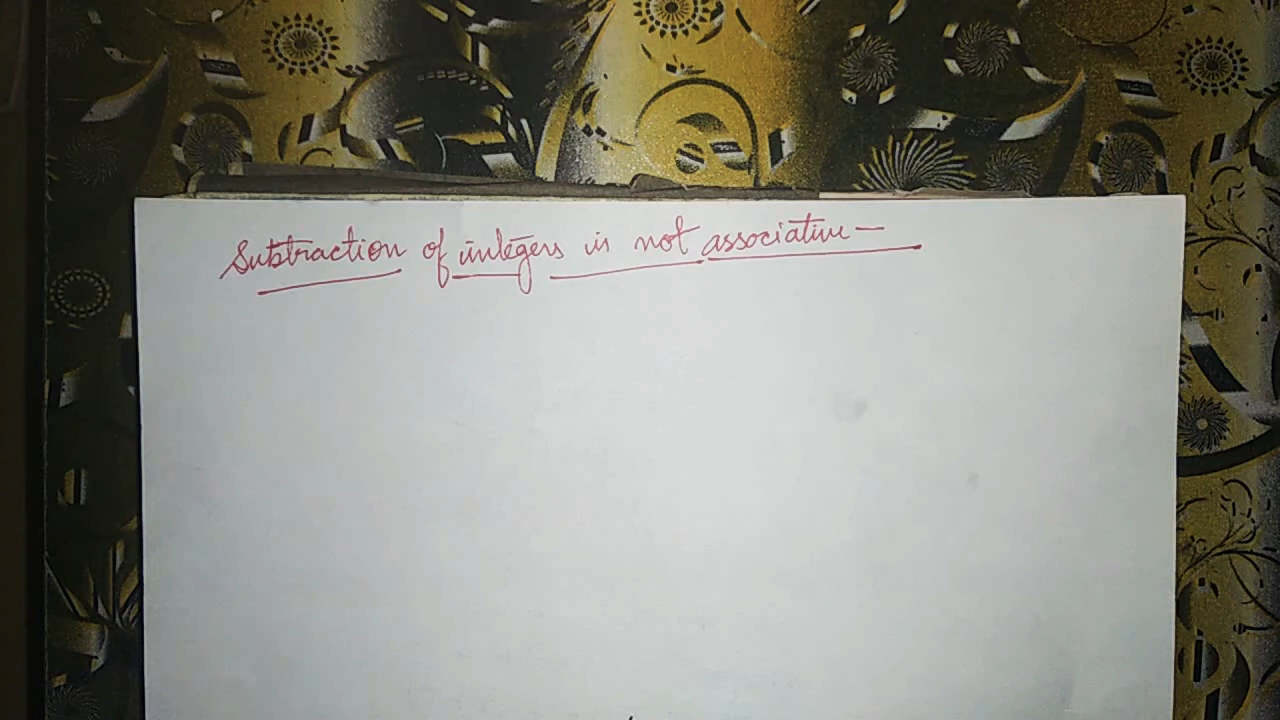 Subtraction of integers is not associative —